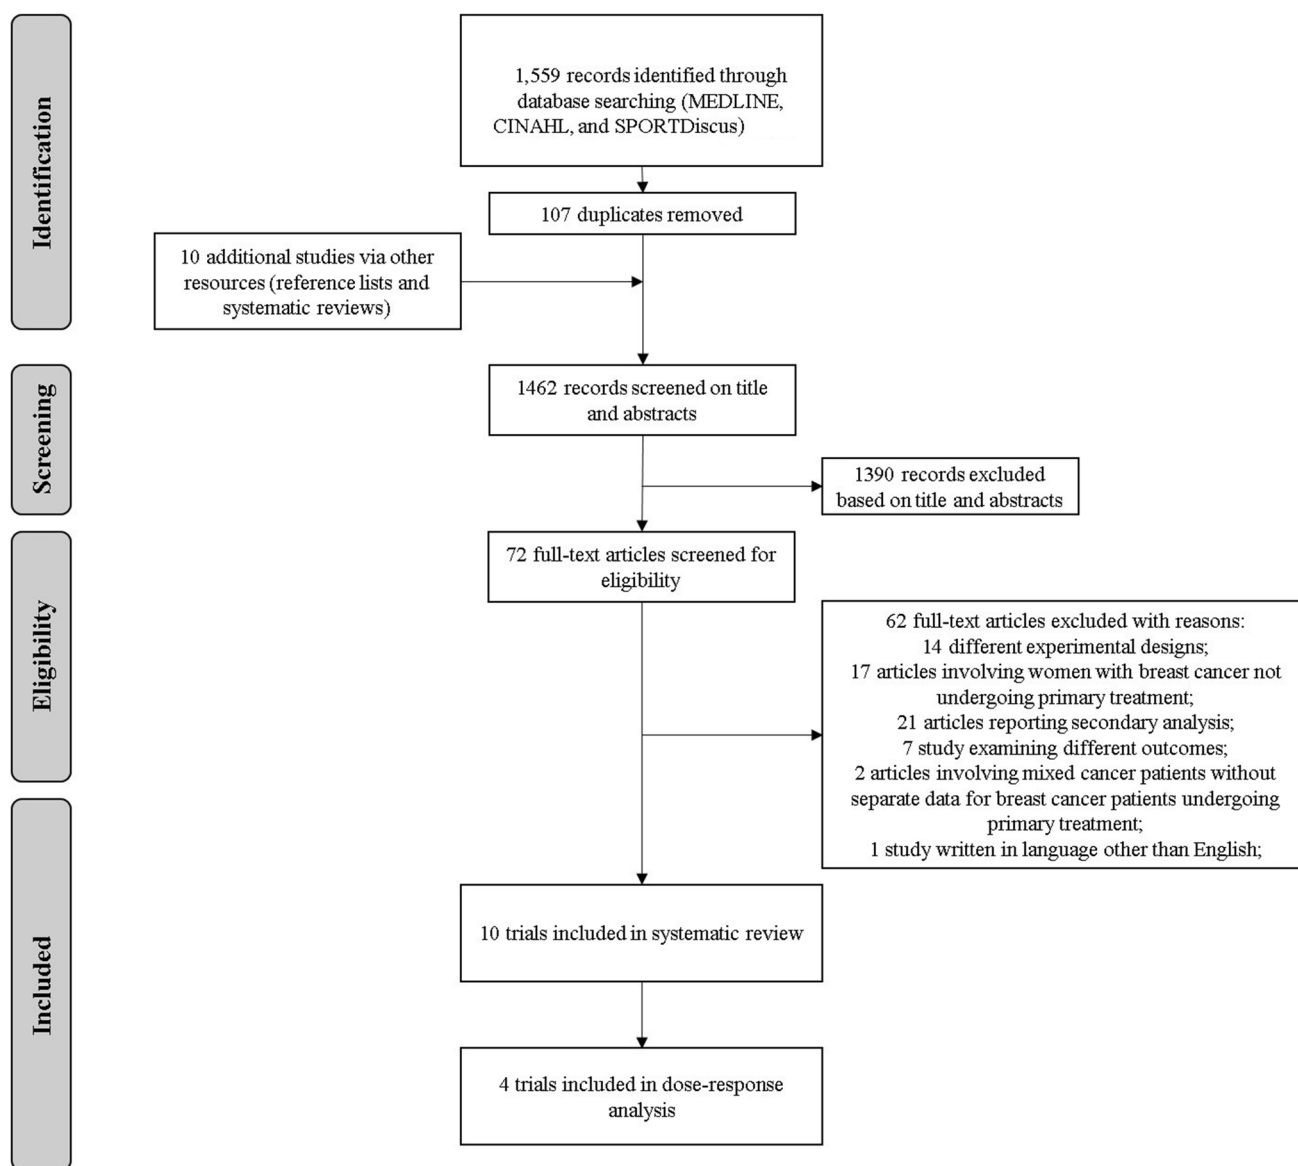 Identification
1,559 records identified through
database searching (MEDLINE,
CINAHL, and SPORTDiscus)
107 duplicates removed
10 additional studies via other
resources (reference lists and
systematic reviews)
Screening
1462 records screened on title
and abstracts
1390 records excluded
based on title and abstracts
Eligibility
72 full-text articles screened for
eligibility
62 full-text articles excluded with reasons:
14 different experimental designs;
17 articles involving women with breast cancer not
undergoing primary treatment;
21 articles reporting secondary analysis;
7 study examining different outcomes;
2 articles involving mixed cancer patients without
separate data for breast cancer patients undergoing
primary treatment;
1 study written in language other than English;
Included
10 trials included in systematic review
4 trials included in dose-response
analysis